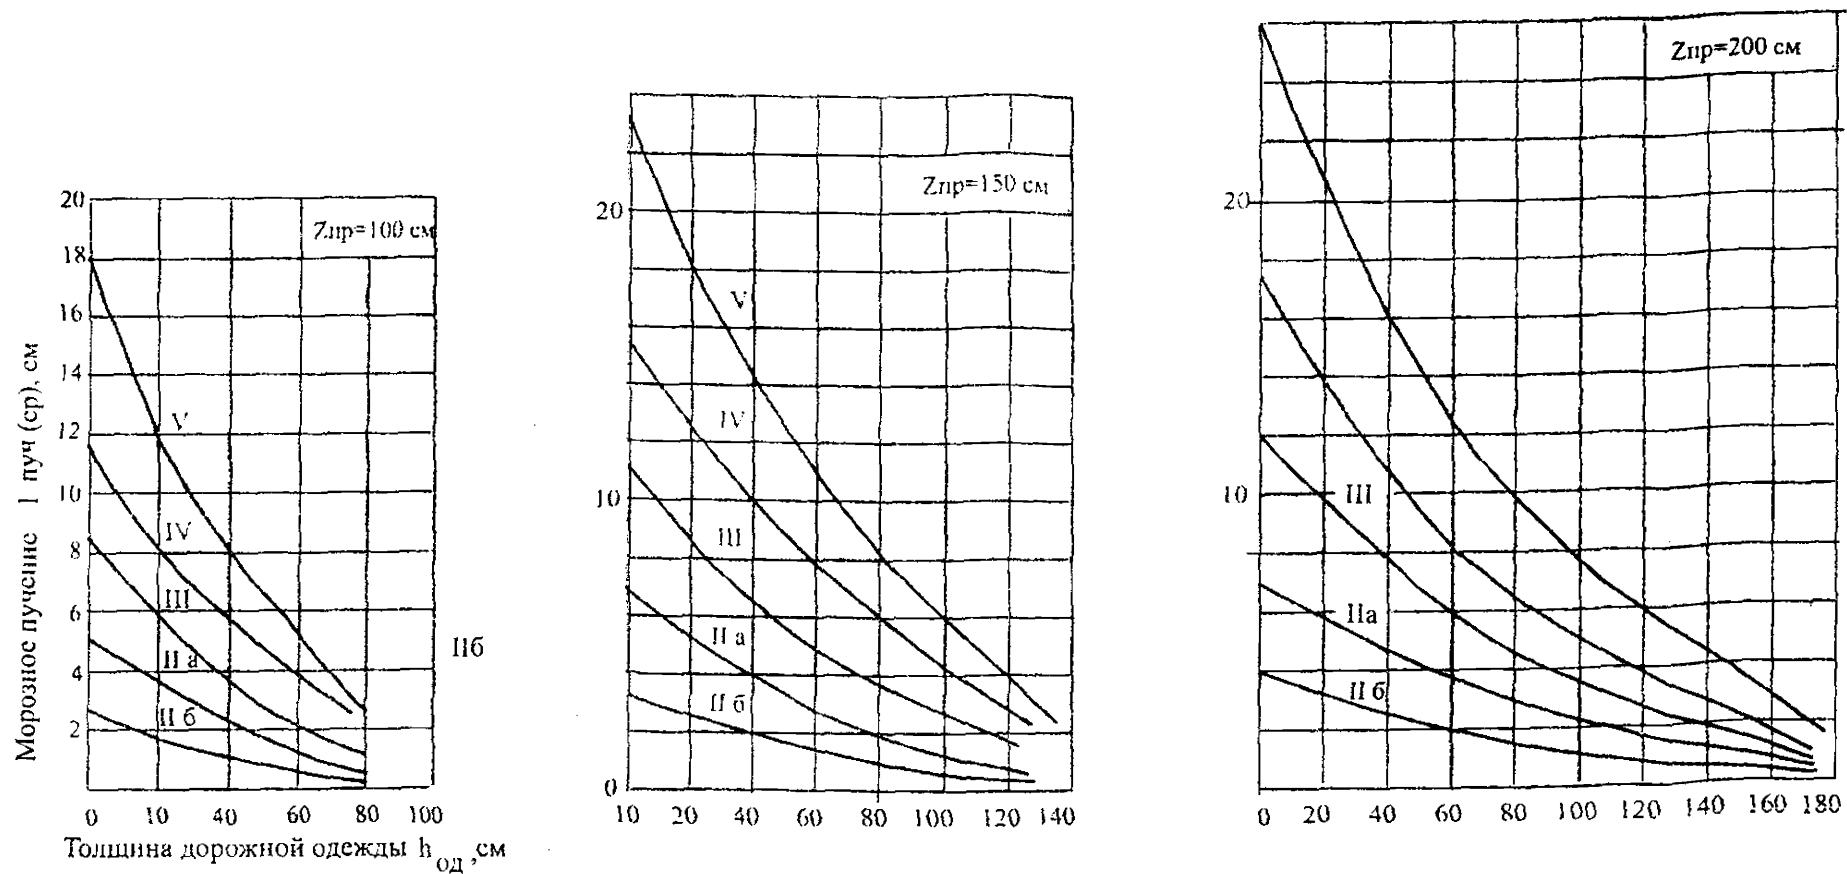 Zпр=100 см
20
18
16
14
12
10
8
6
4
2
V
IV
III
II а
II б
0
10
40
60
80
100
Морозное пучение l пуч (ср), см
Толщина дорожной одежды hод,см
IIб
Zпр=150 см
20
10
0
V
IV
III
II а
II б
10
20
40
60
80
100
120
140
Zпр=200 см
20
10
III
IIа
II б
0
20
40
60
80
100
120
140
160
180